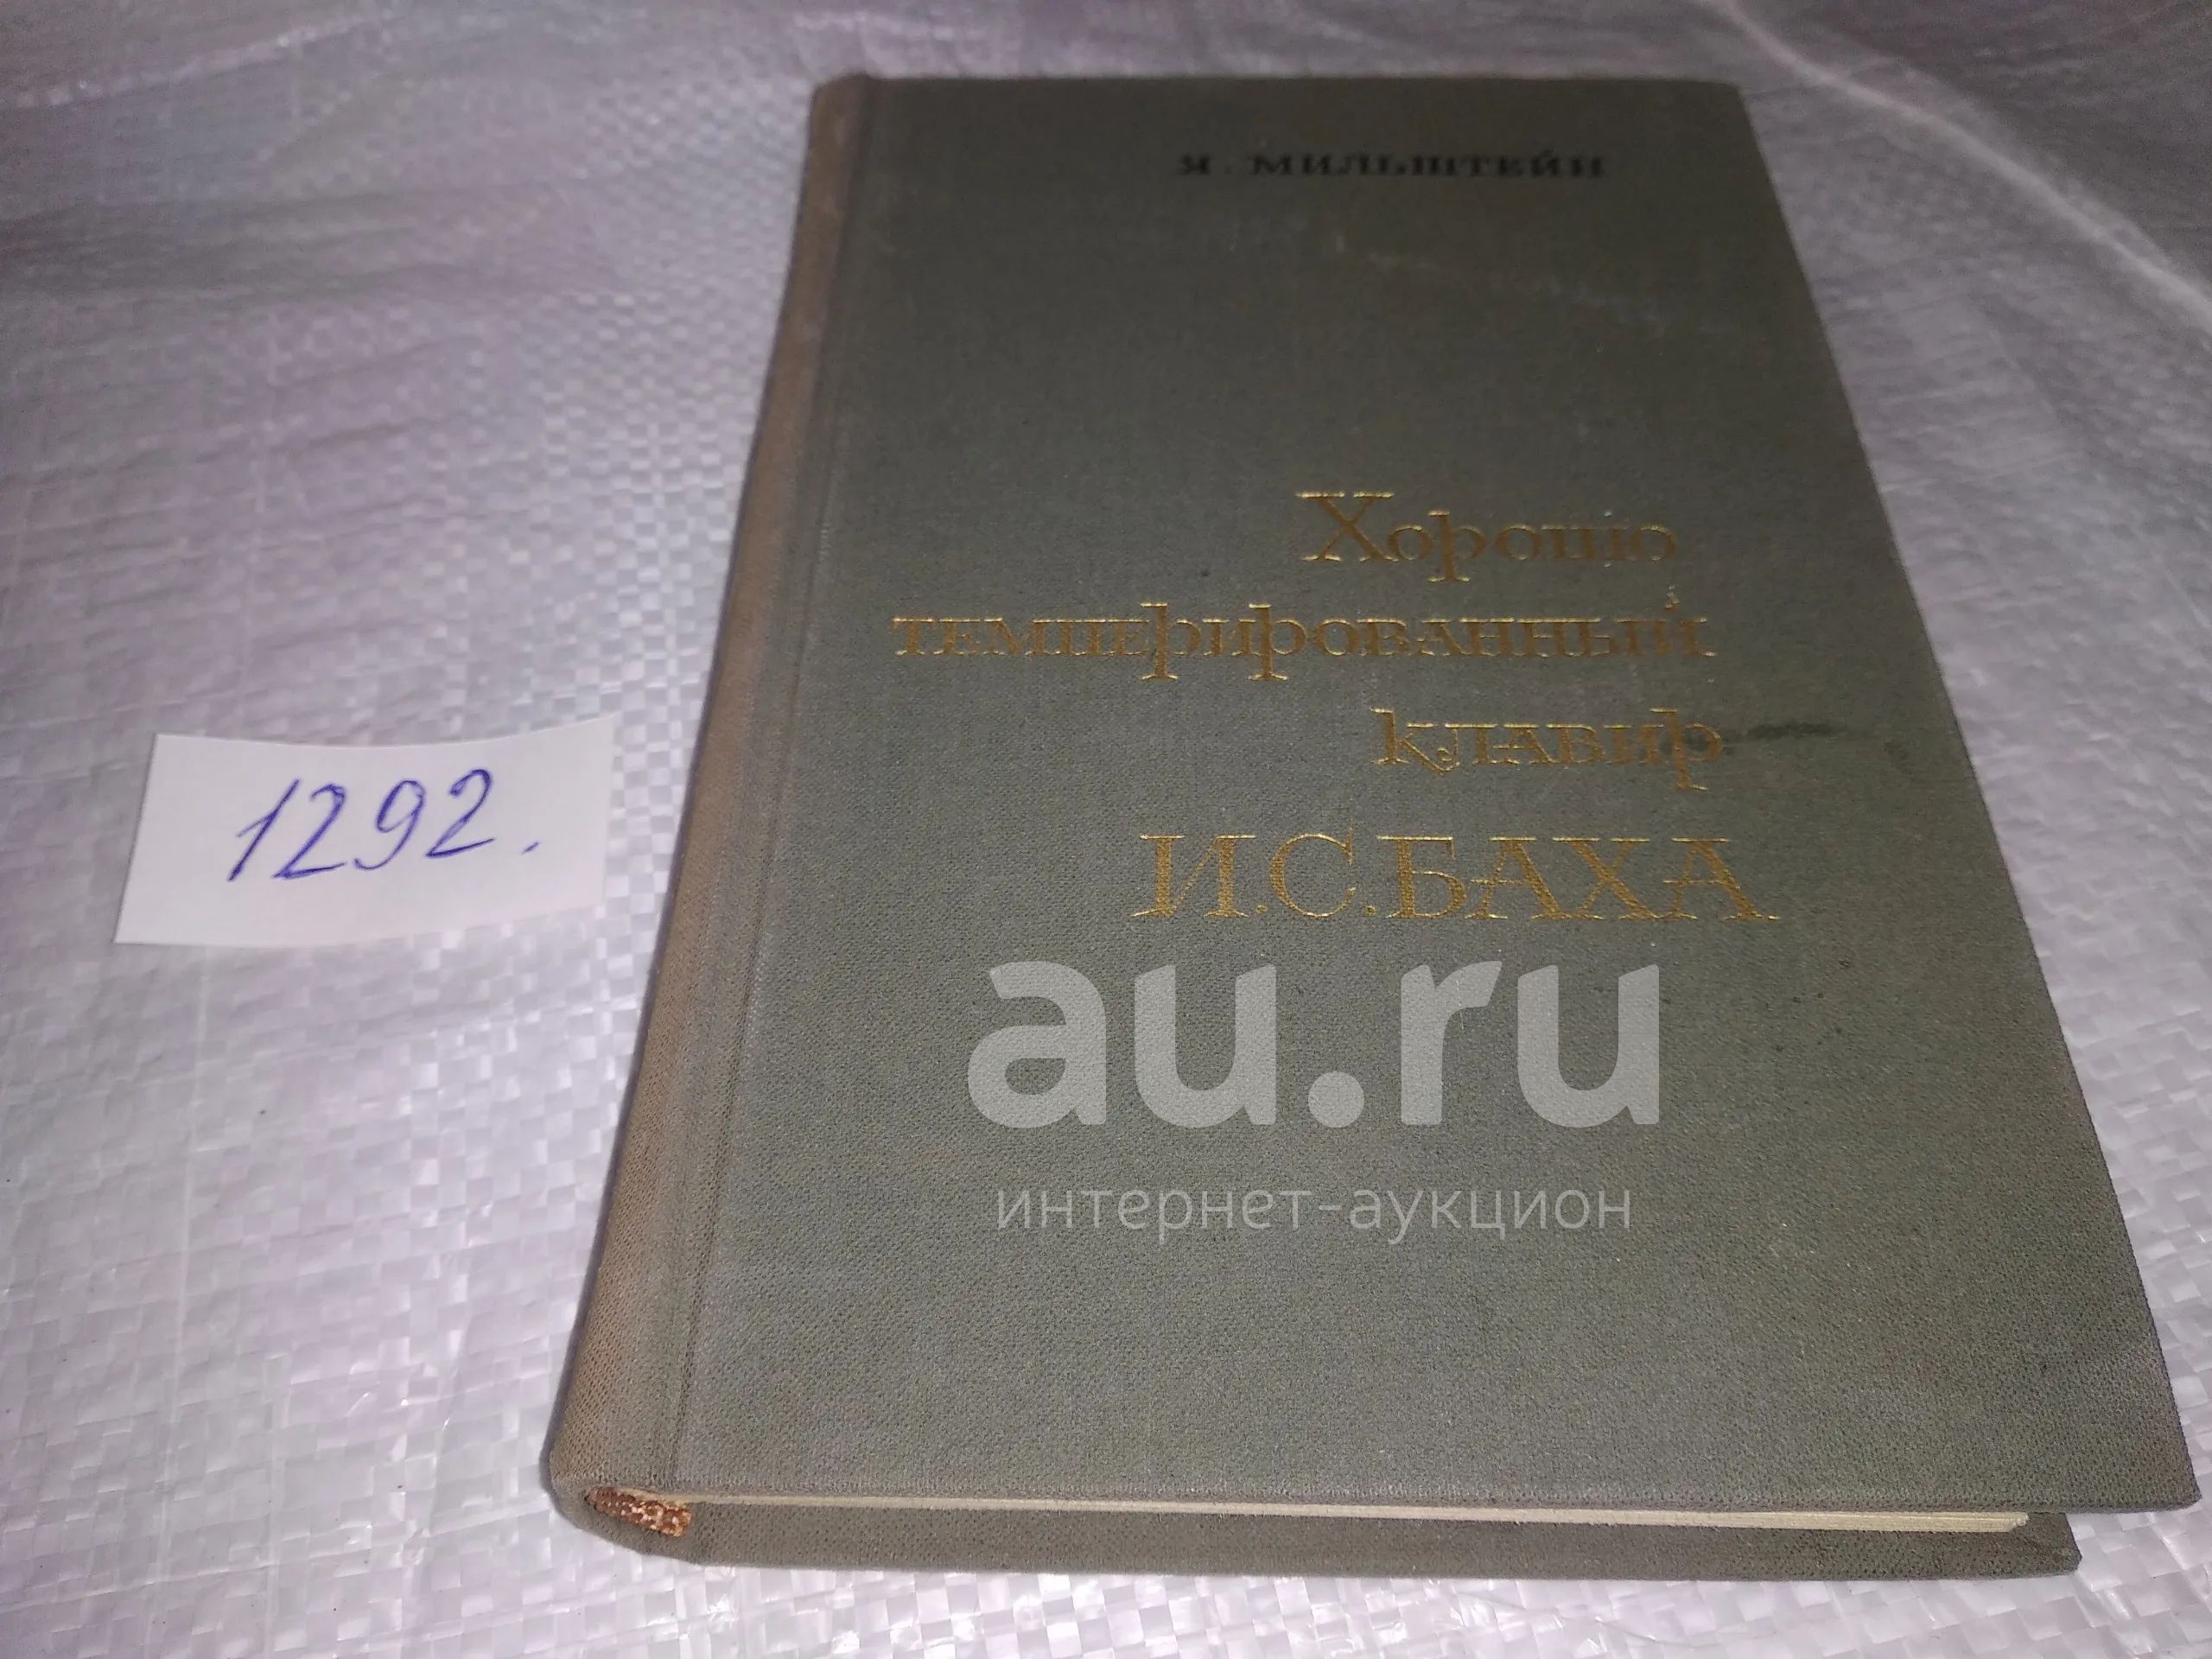 Я. МИЛЬШТЕЙН
Хорошо
темперированный
клавир
И.С.БАХА
1292.
au.ru
интернет-аукцион